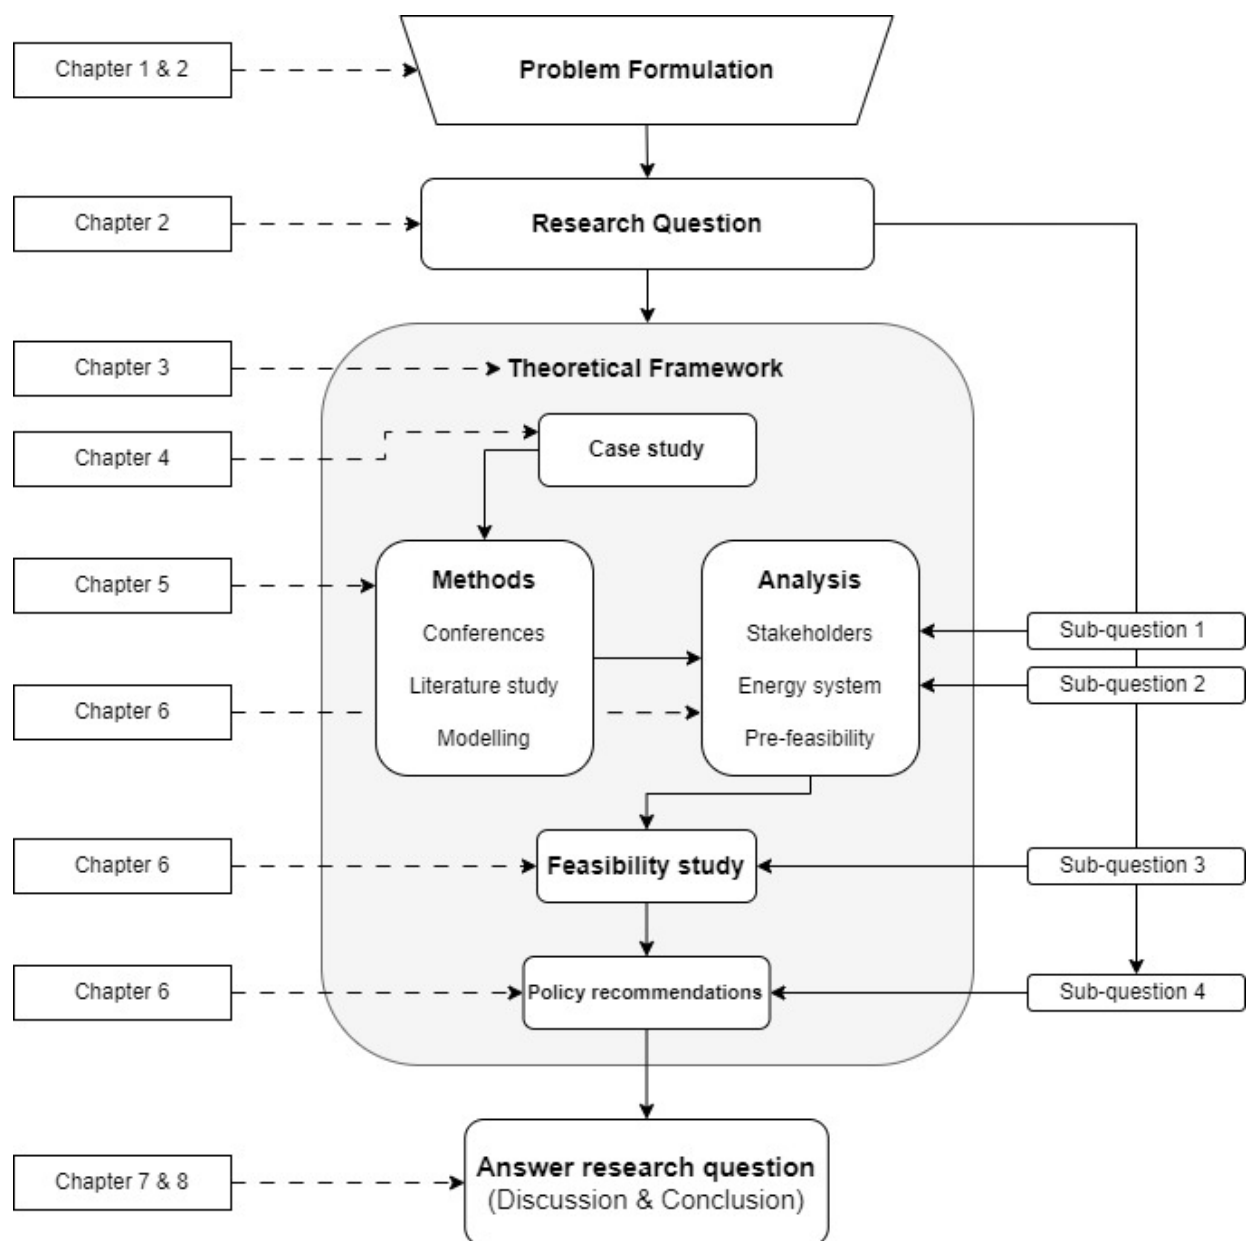 Chapter 1 & 2
Problem Formulation
Chapter 2
Research Question
Chapter 3
Theoretical Framework
Chapter 4
Case study
Chapter 5
Methods
Conferences
Literature study
Modelling
Analysis
Stakeholders
Energy system
Pre-feasibility
Sub-question 1
Sub-question 2
Chapter 6
Chapter 6
Feasibility study
Sub-question 3
Chapter 6
Policy recommendations
Sub-question 4
Chapter 7 & 8
Answer research question
(Discussion & Conclusion)